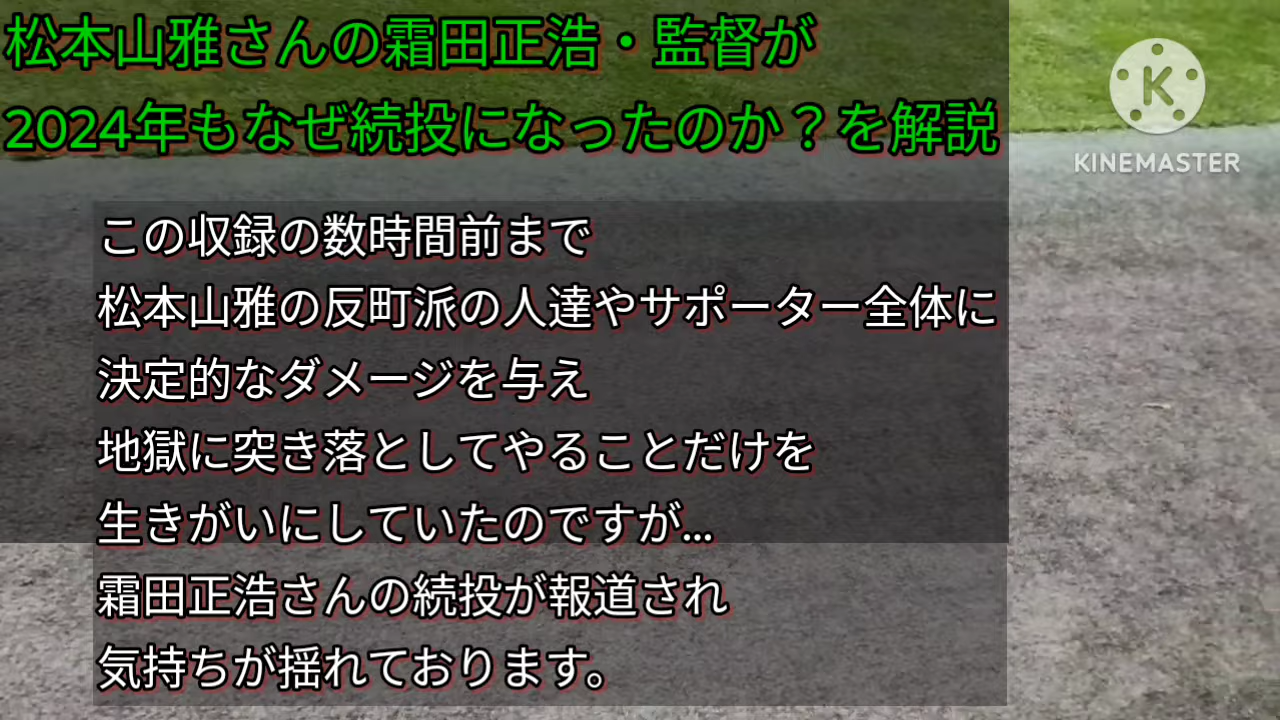 松本山雅さんの霜田正浩・監督が
2024年もなぜ続投になったのか？を解説
KINEMASTER
この収録の数時間前まで
松本山雅の反町派の人達やサポーター全体に
決定的なダメージを与え
地獄に突き落としてやることだけを
生きがいにしていたのですが...
霜田正浩さんの続投が報道され
気持ちが揺れております。